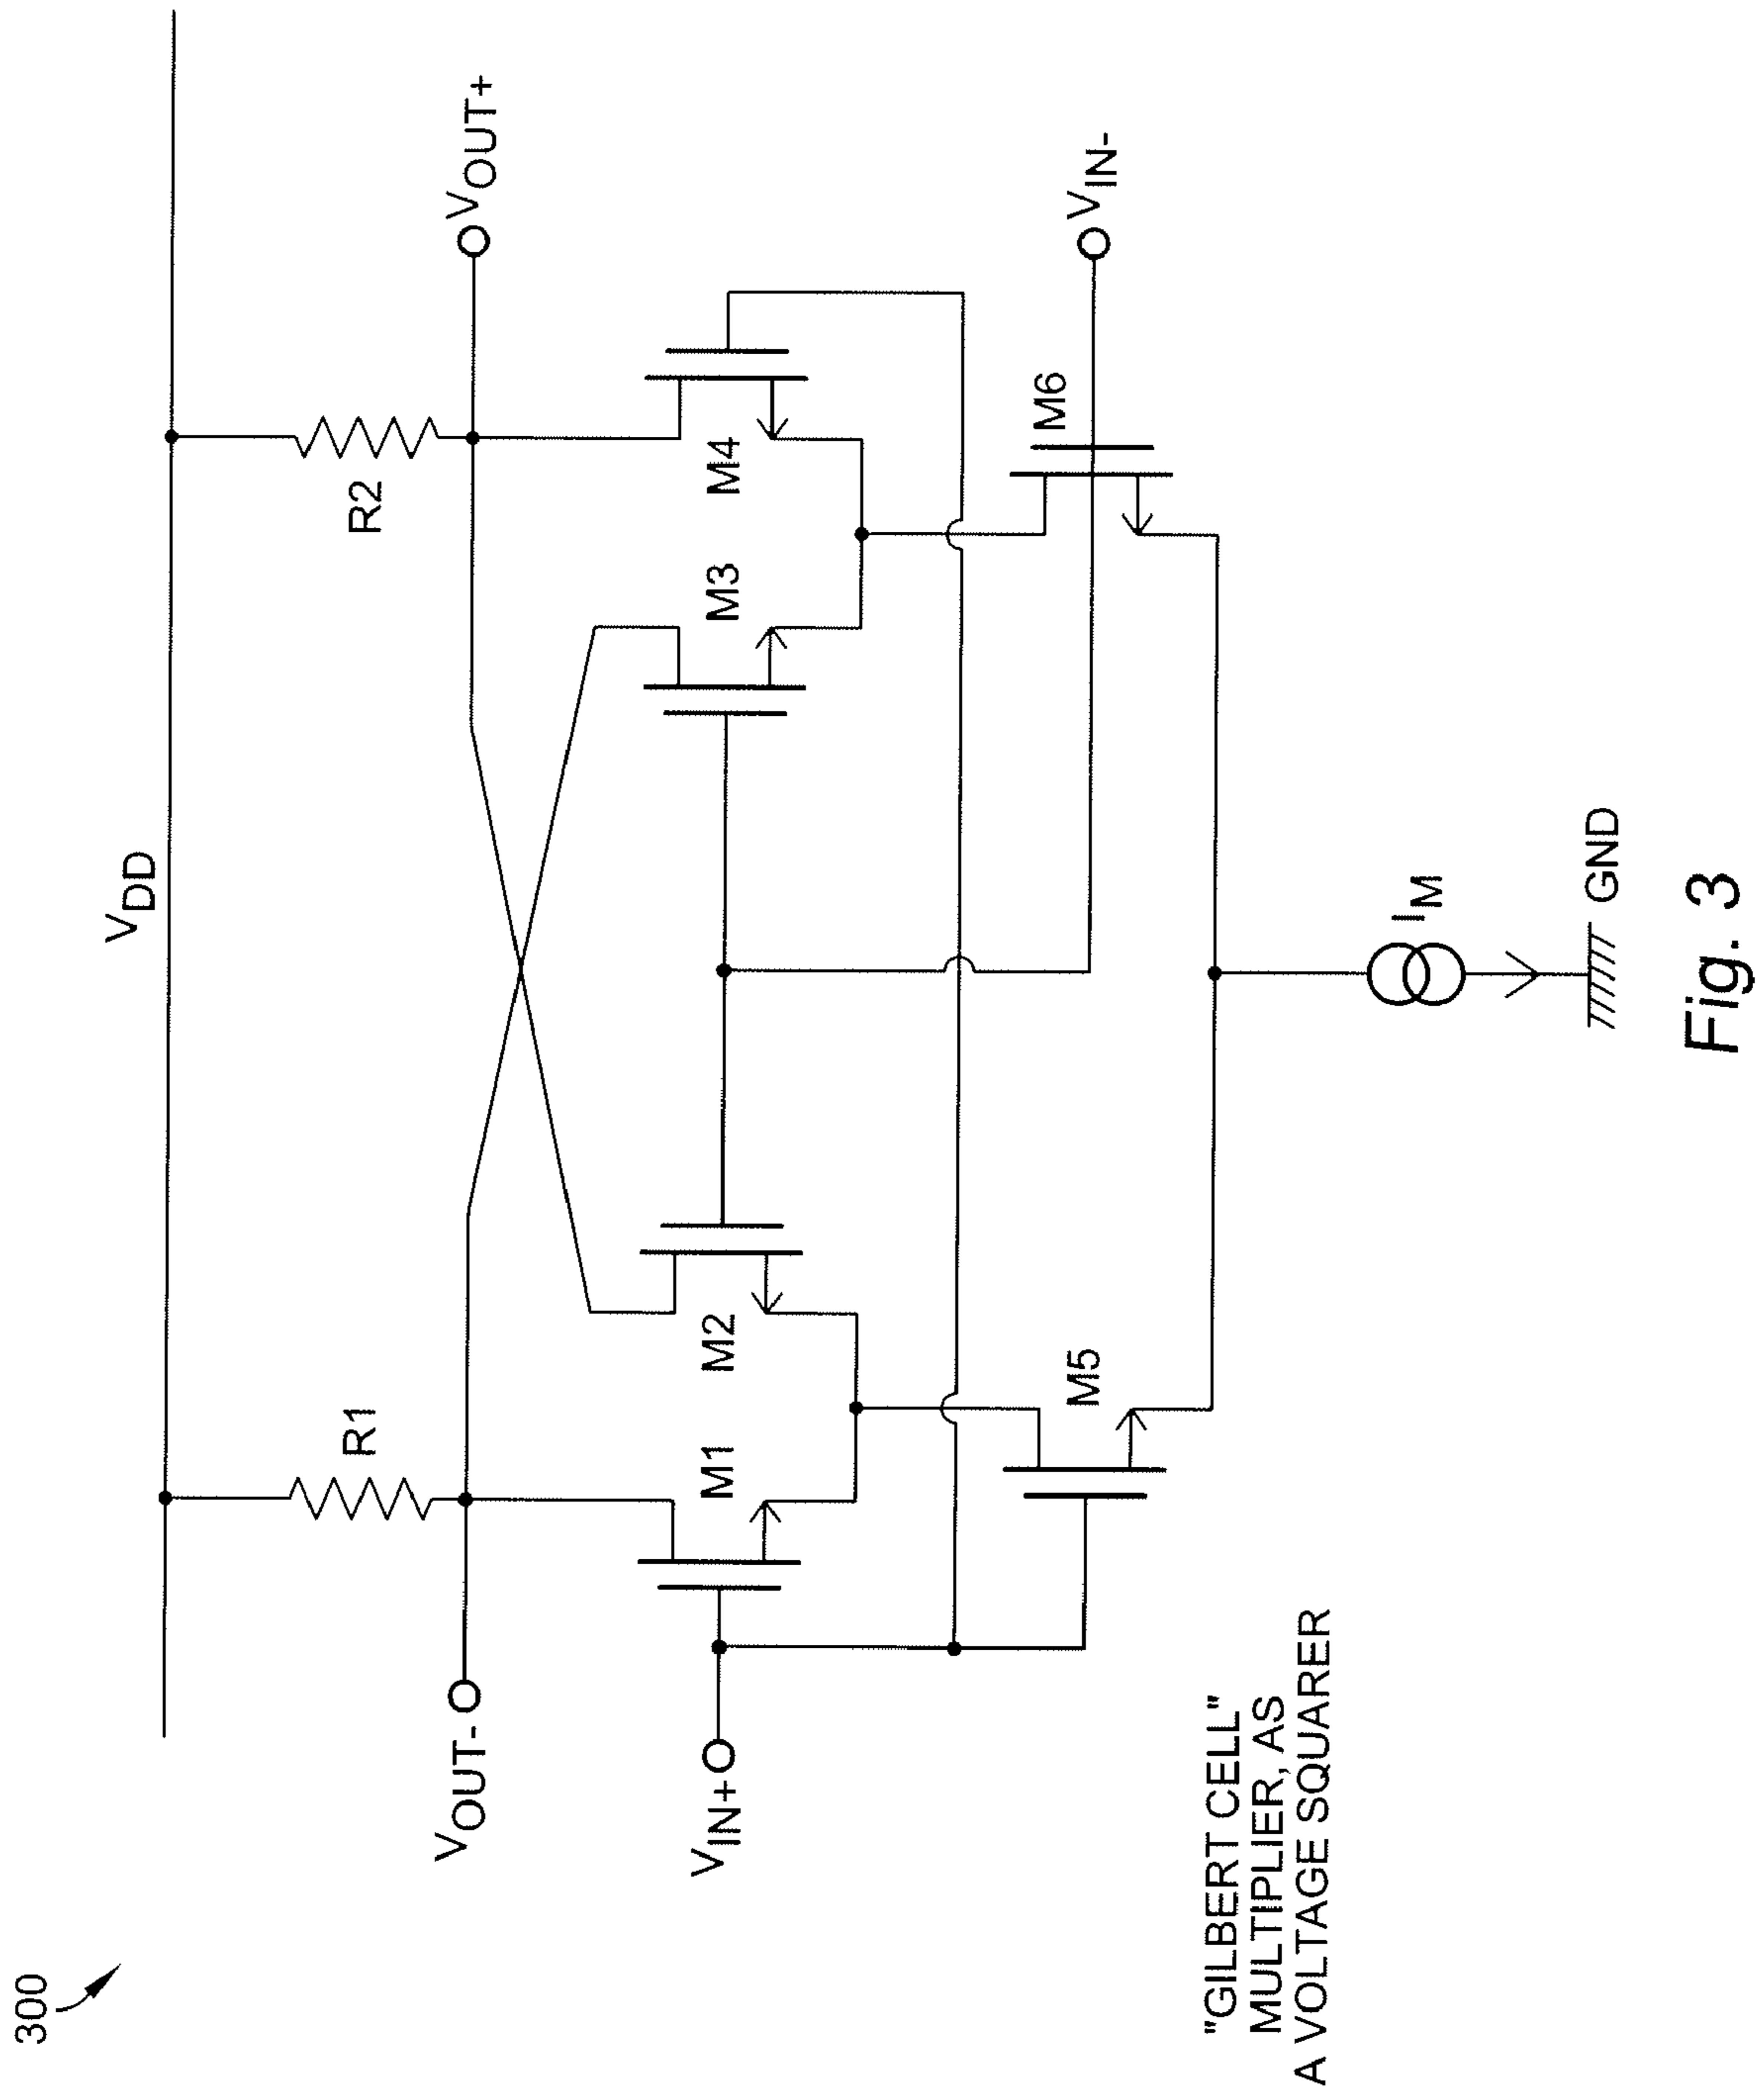 300
VDD
R1
R2
VOUT-
VOUT+
M1
M2
M3
M4
VIN+
M5
M6
VIN-
IM
GND
"GILBERT CELL"
MULTIPLIER, AS
A VOLTAGE SQUARER
Fig. 3